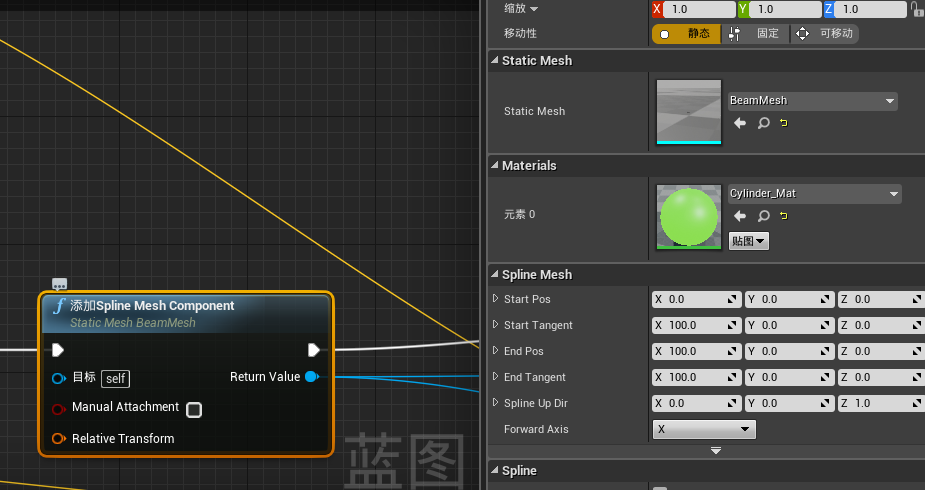 添加Spline Mesh Component
Static Mesh BeamMesh
目标 self
Return Value
Manual Attachment
Relative Transform
蓝图
缩放 X 1.0 Y 1.0 Z 1.0
移动性 静态 固定 可移动
Static Mesh
Static Mesh
BeamMesh
Materials
元素 0
Cylinder_Mat
贴图
Spline Mesh
Start Pos X 0.0 Y 0.0 Z 0.0
Start Tangent X 100.0 Y 0.0 Z 0.0
End Pos X 100.0 Y 0.0 Z 0.0
End Tangent X 100.0 Y 0.0 Z 0.0
Spline Up Dir X 0.0 Y 0.0 Z 1.0
Forward Axis X
Spline